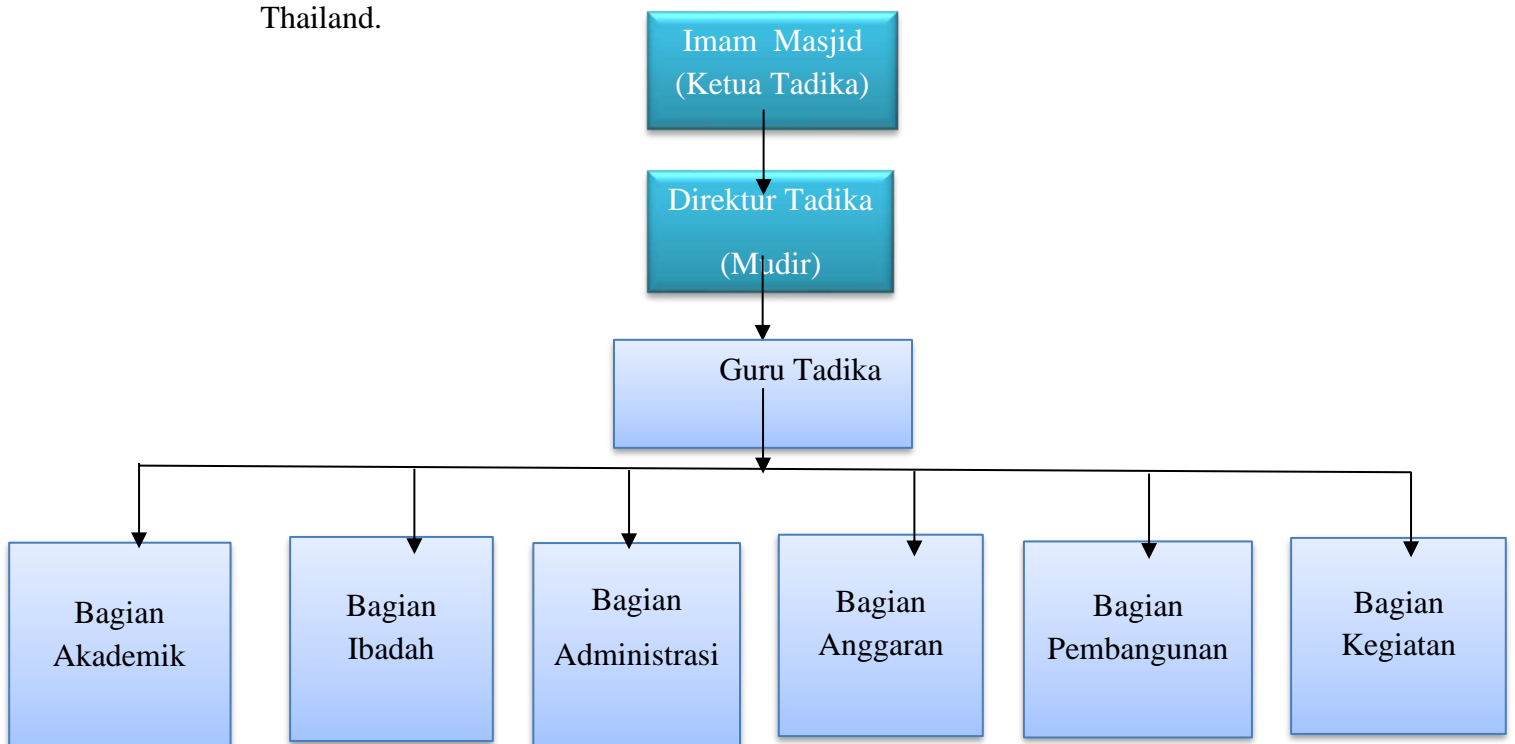 Thailand.
Imam Masjid
(Ketua Tadika)
Direktur Tadika
(Mudir)
Guru Tadika
Bagian
Akademik
Bagian
Ibadah
Bagian
Administrasi
Bagian
Anggaran
Bagian
Pembangunan
Bagian
Kegiatan